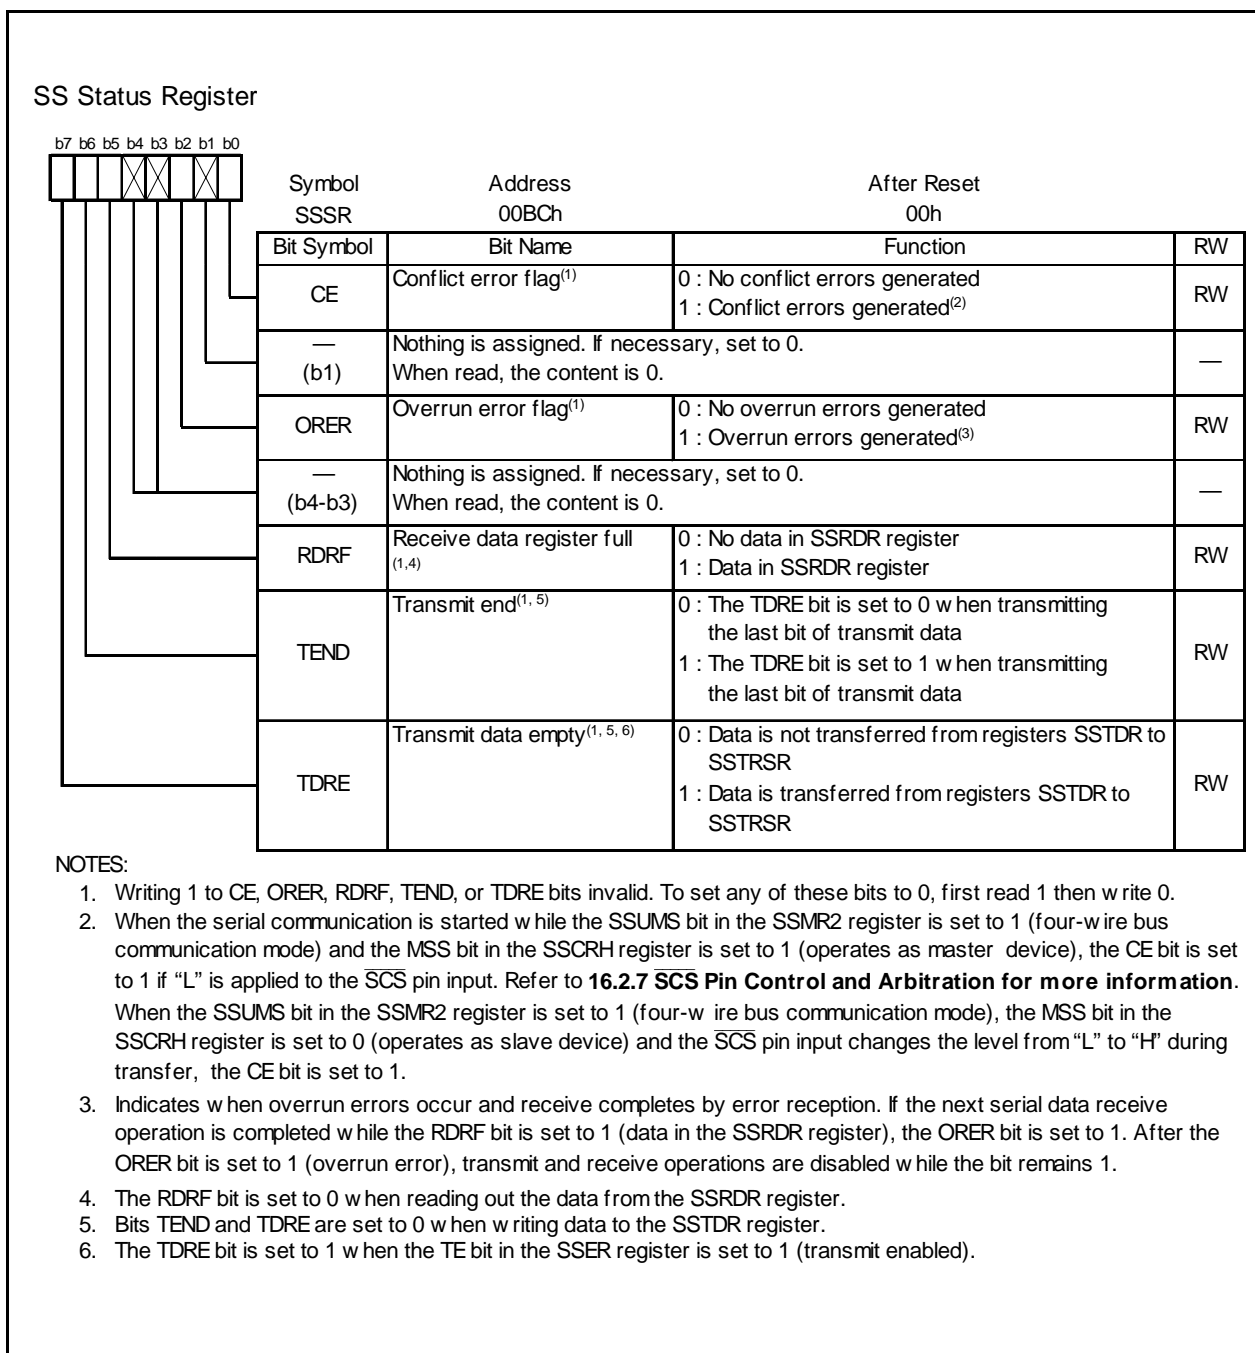 SS Status Register
b7 b6 b5 b4 b3 b2 b1 b0
Symbol Address After Reset
SSSR 00BCh 00h
Bit Symbol Bit Name Function RW
CE Conflict error flag(1) 0 : No conflict errors generated RW
1 : Conflict errors generated(2)
— Nothing is assigned. If necessary, set to 0. —
(b1) When read, the content is 0.
ORER Overrun error flag(1) 0 : No overrun errors generated RW
1 : Overrun errors generated(3)
— Nothing is assigned. If necessary, set to 0. —
(b4-b3) When read, the content is 0.
RDRF Receive data register full 0 : No data in SSRDR register RW
(1,4) 1 : Data in SSRDR register
TEND Transmit end(1, 5) 0 : The TDRE bit is set to 0 when transmitting RW
the last bit of transmit data
1 : The TDRE bit is set to 1 when transmitting
the last bit of transmit data
TDRE Transmit data empty(1, 5, 6) 0 : Data is not transferred from registers SSTDR to RW
SSTRSR
1 : Data is transferred from registers SSTDR to
SSTRSR
NOTES:
1. Writing 1 to CE, ORER, RDRF, TEND, or TDRE bits invalid. To set any of these bits to 0, first read 1 then write 0.
2. When the serial communication is started while the SSUMS bit in the SSMR2 register is set to 1 (four-wire bus
communication mode) and the MSS bit in the SSCRH register is set to 1 (operates as master device), the CE bit is set
to 1 if “L” is applied to the S̅C̅S̅ pin input. Refer to 16.2.7 S̅C̅S̅ Pin Control and Arbitration for more information.
When the SSUMS bit in the SSMR2 register is set to 1 (four-wire bus communication mode), the MSS bit in the
SSCRH register is set to 0 (operates as slave device) and the S̅C̅S̅ pin input changes the level from “L” to “H” during
transfer, the CE bit is set to 1.
3. Indicates when overrun errors occur and receive completes by error reception. If the next serial data receive
operation is completed while the RDRF bit is set to 1 (data in the SSRDR register), the ORER bit is set to 1. After the
ORER bit is set to 1 (overrun error), transmit and receive operations are disabled while the bit remains 1.
4. The RDRF bit is set to 0 when reading out the data from the SSRDR register.
5. Bits TEND and TDRE are set to 0 when writing data to the SSTDR register.
6. The TDRE bit is set to 1 when the TE bit in the SSER register is set to 1 (transmit enabled).